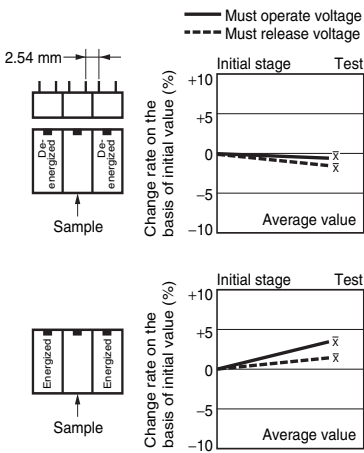 Must operate voltage
Must release voltage
2.54 mm
De-
energized
De-
energized
Sample
Change rate on the
basis of initial value (%)
Initial stage
Test
+10
+5
0
−5
−10
x̄
x̄
Average value
Energized
Energized
Sample
Change rate on the
basis of initial value (%)
Initial stage
Test
+10
+5
0
−5
−10
x̄
x̄
Average value